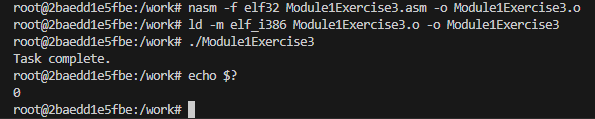 root@2baedd1e5fbe:/work# nasm -f elf32 Module1Exercise3.asm -o Module1Exercise3.o
root@2baedd1e5fbe:/work# ld -m elf_i386 Module1Exercise3.o -o Module1Exercise3
root@2baedd1e5fbe:/work# ./Module1Exercise3
Task complete.
root@2baedd1e5fbe:/work# echo $?
0
root@2baedd1e5fbe:/work#